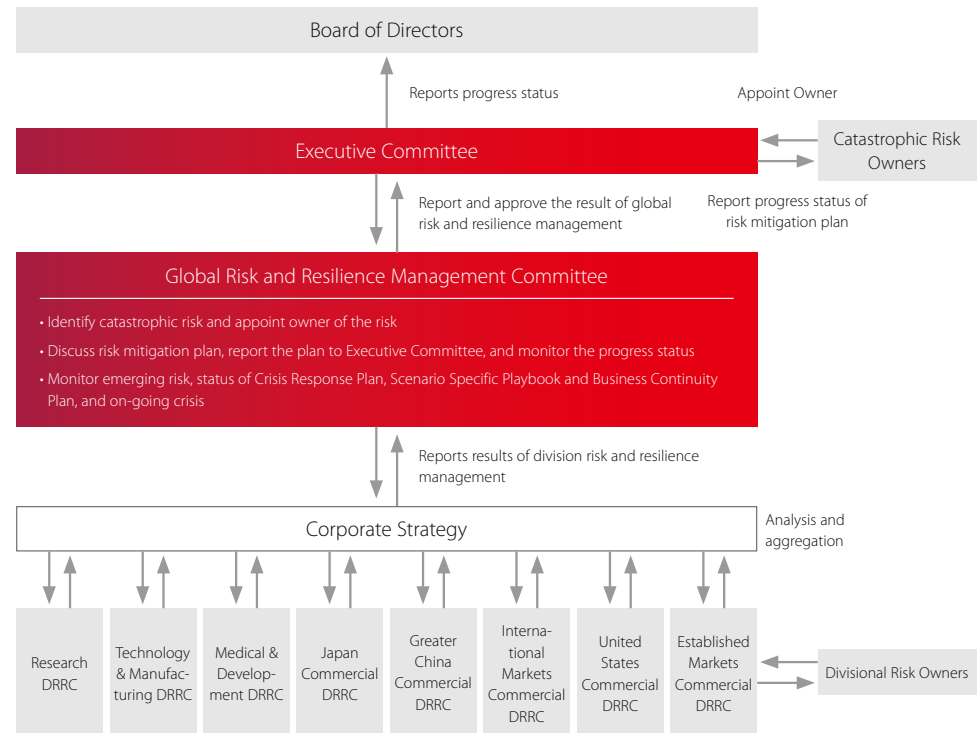 Board of Directors
Reports progress status
Appoint Owner
Executive Committee
Catastrophic Risk
Owners
Report and approve the result of global
risk and resilience management
Report progress status of
risk mitigation plan
Global Risk and Resilience Management Committee
• Identify catastrophic risk and appoint owner of the risk
• Discuss risk mitigation plan, report the plan to Executive Committee, and monitor the progress status
• Monitor emerging risk, status of Crisis Response Plan, Scenario Specific Playbook and Business Continuity
Plan, and on-going crisis
Reports results of division risk and resilience
management
Corporate Strategy
Analysis and
aggregation
Research
DRRC
Technology
& Manufac-
turing DRRC
Medical &
Develop-
ment DRRC
Japan
Commercial
DRRC
Greater
China
Commercial
DRRC
Interna-
tional
Markets
Commercial
DRRC
United
States
Commercial
DRRC
Established
Markets
Commercial
DRRC
Divisional Risk Owners